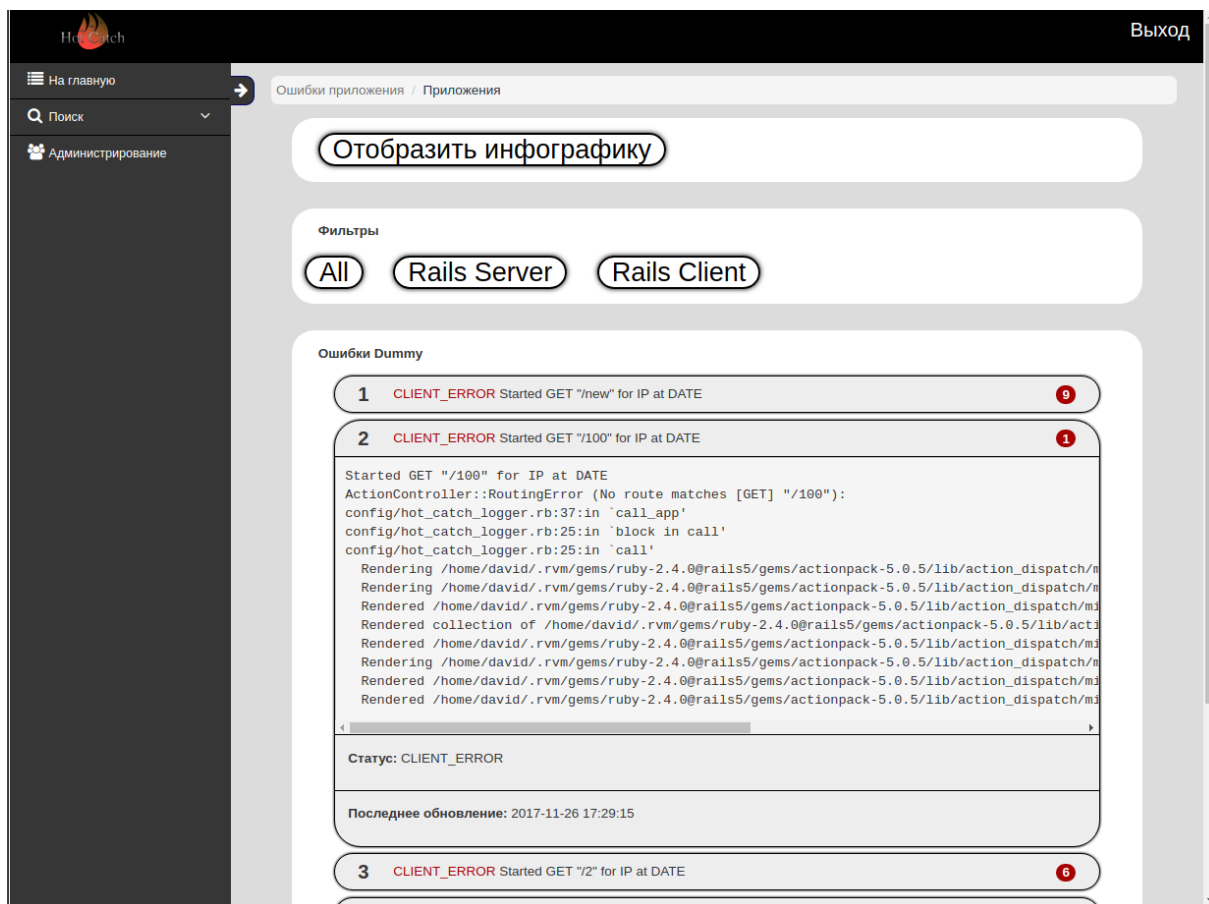 Hot Catch
Выход
На главную
Поиск
Администрирование
Ошибки приложения / Приложения
Отобразить инфографику
Фильтры
All Rails Server Rails Client
Ошибки Dummy
1 CLIENT_ERROR Started GET "/new" for IP at DATE 9
2 CLIENT_ERROR Started GET "/100" for IP at DATE 1
Started GET "/100" for IP at DATE
ActionController::RoutingError (No route matches [GET] "/100"):
config/hot_catch_logger.rb:37:in `call_app'
config/hot_catch_logger.rb:25:in `block in call'
config/hot_catch_logger.rb:25:in `call'
Rendering /home/david/.rvm/gems/ruby-2.4.0@rails5/gems/actionpack-5.0.5/lib/action_dispatch/m
Rendering /home/david/.rvm/gems/ruby-2.4.0@rails5/gems/actionpack-5.0.5/lib/action_dispatch/m
Rendered /home/david/.rvm/gems/ruby-2.4.0@rails5/gems/actionpack-5.0.5/lib/action_dispatch/mi
Rendered collection of /home/david/.rvm/gems/ruby-2.4.0@rails5/gems/actionpack-5.0.5/lib/acti
Rendered /home/david/.rvm/gems/ruby-2.4.0@rails5/gems/actionpack-5.0.5/lib/action_dispatch/mi
Rendering /home/david/.rvm/gems/ruby-2.4.0@rails5/gems/actionpack-5.0.5/lib/action_dispatch/m
Rendered /home/david/.rvm/gems/ruby-2.4.0@rails5/gems/actionpack-5.0.5/lib/action_dispatch/mi
Rendered /home/david/.rvm/gems/ruby-2.4.0@rails5/gems/actionpack-5.0.5/lib/action_dispatch/mi
Статус: CLIENT_ERROR
Последнее обновление: 2017-11-26 17:29:15
3 CLIENT_ERROR Started GET "/2" for IP at DATE 6